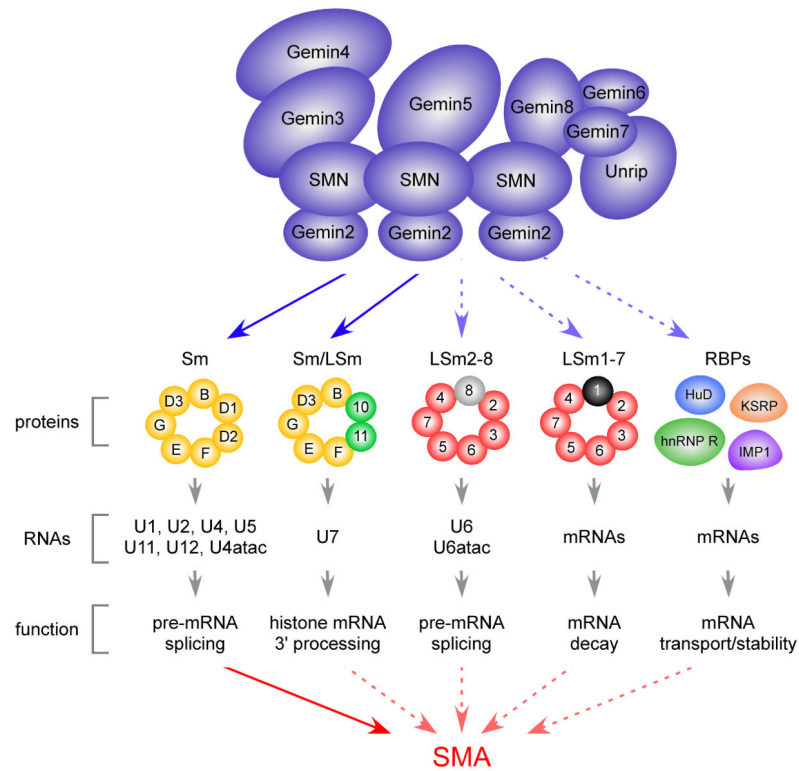 Gemin4
Gemin3
Gemin5
Gemin8
Gemin6
Gemin7
Unrip
SMN
SMN
SMN
Gemin2
Gemin2
Gemin2
Sm
Sm/LSm
LSm2-8
LSm1-7
RBPs
proteins
D3
B
D1
G
D2
E
F
D3
B
10
G
11
E
F
4
8
2
7
3
5
6
4
1
2
7
3
5
6
HuD
KSRP
hnRNP R
IMP1
RNAs
U1, U2, U4, U5
U11, U12, U4atac
U7
U6
U6atac
mRNAs
mRNAs
function
pre-mRNA
splicing
histone mRNA
3' processing
pre-mRNA
splicing
mRNA
decay
mRNA
transport/stability
SMA